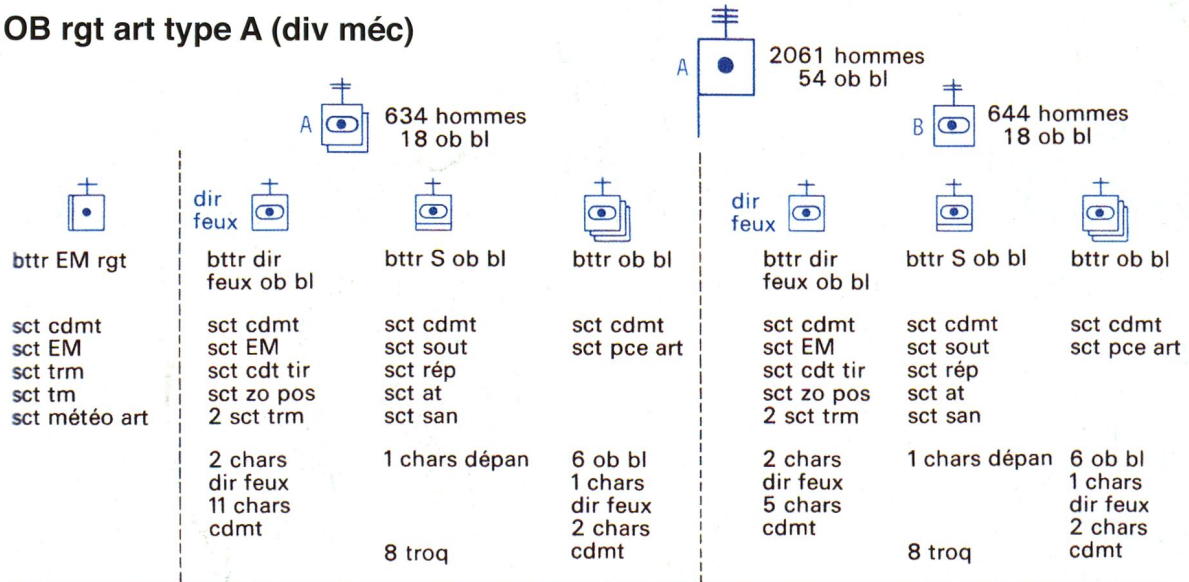 OB rgt art type A (div méc)
A
2061 hommes
54 ob bl
A
634 hommes
18 ob bl
B
644 hommes
18 ob bl
bttr EM rgt
sct cdmt
sct EM
sct trm
sct tm
sct météo art
dir
feux
bttr dir
feux ob bl
sct cdmt
sct EM
sct cdt tir
sct zo pos
2 sct trm
2 chars
dir feux
11 chars
cdmt
bttr S ob bl
sct cdmt
sct sout
sct rép
sct at
sct san
1 chars dépan
8 troq
bttr ob bl
sct cdmt
sct pce art
6 ob bl
1 chars
dir feux
2 chars
cdmt
dir
feux
bttr dir
feux ob bl
sct cdmt
sct EM
sct cdt tir
sct zo pos
2 sct trm
2 chars
dir feux
5 chars
cdmt
bttr S ob bl
sct cdmt
sct sout
sct rép
sct at
sct san
1 chars dépan
8 troq
bttr ob bl
sct cdmt
sct pce art
6 ob bl
1 chars
dir feux
2 chars
cdmt